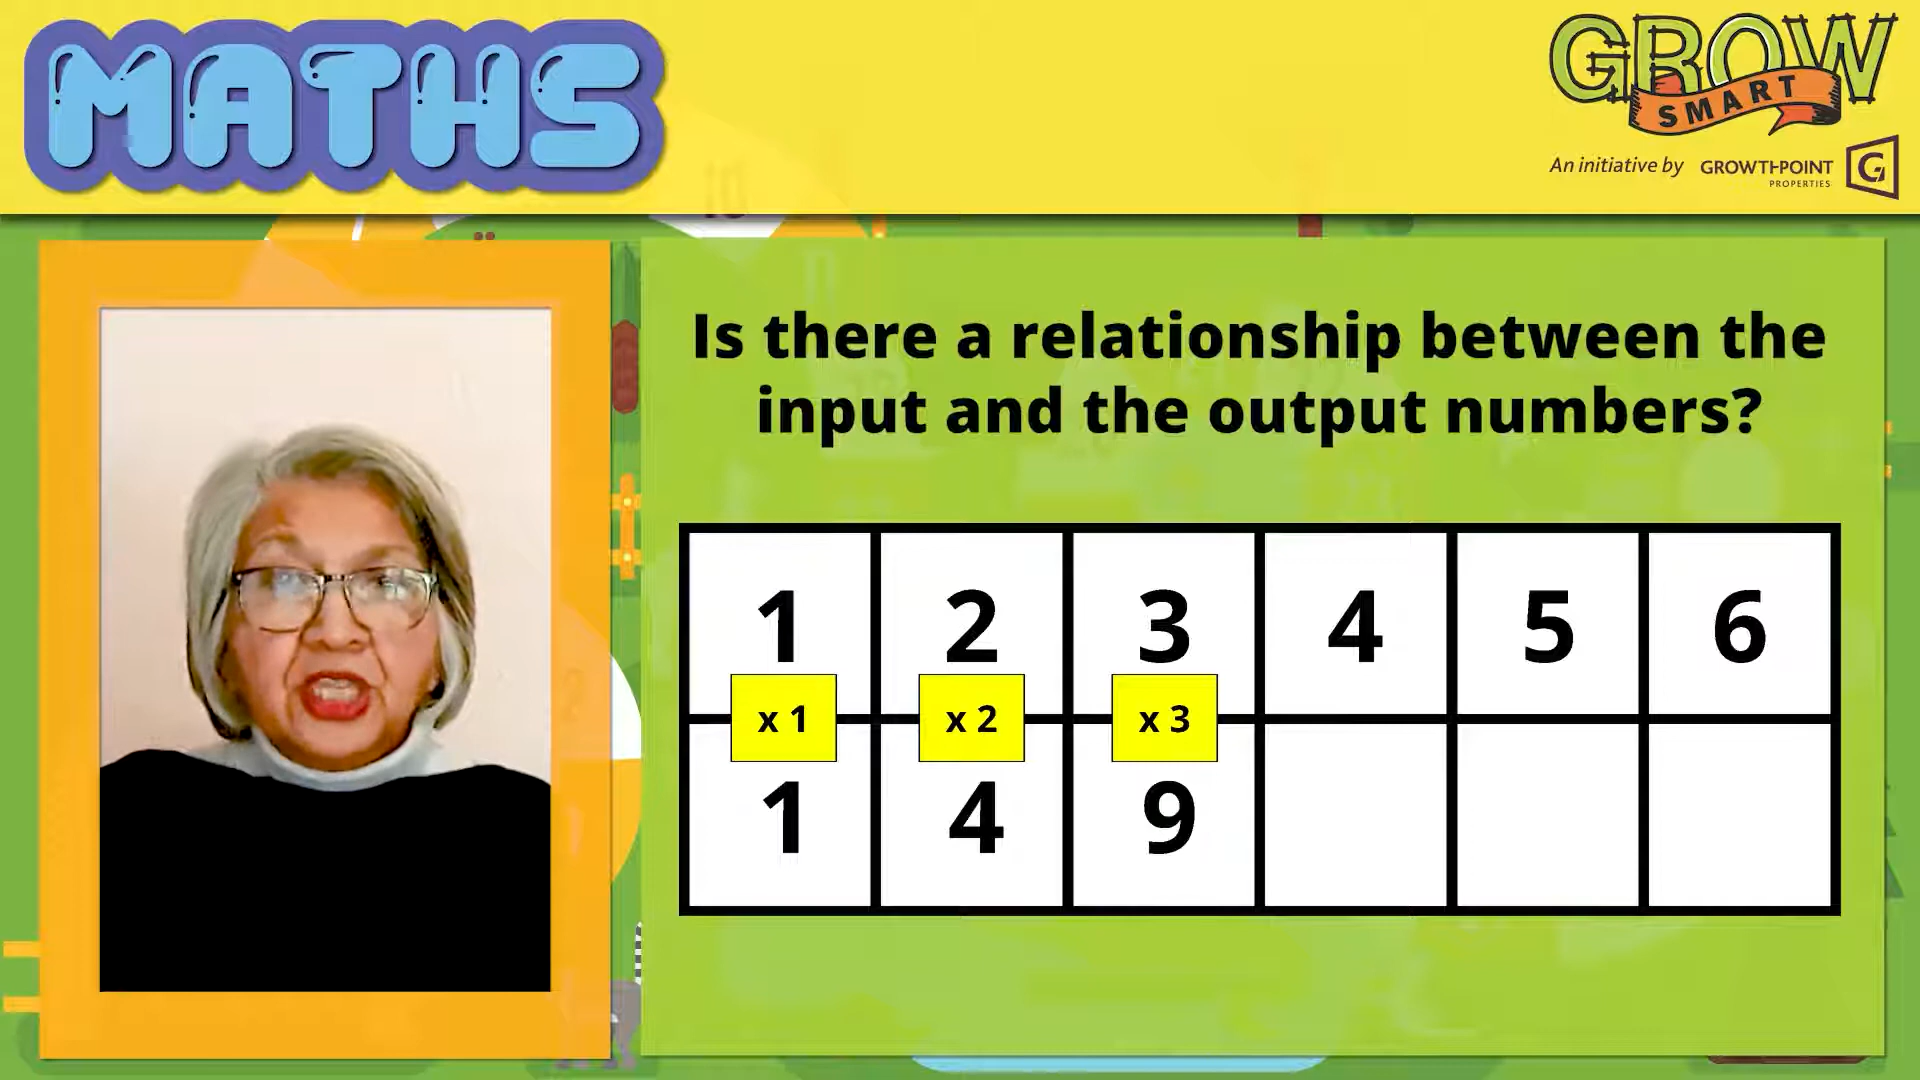 MATHS
GROW
SMART
An initiative by GROWTHPOINT
PROPERTIES
Is there a relationship between the
input and the output numbers?
1 2 3 4 5 6
x 1 x 2 x 3
1 4 9